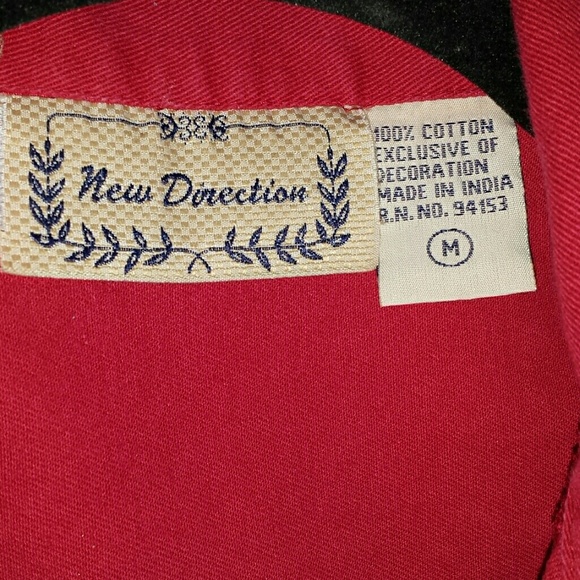 New Direction
100% COTTON
EXCLUSIVE OF
DECORATION
MADE IN INDIA
R.N. NO. 94153
M